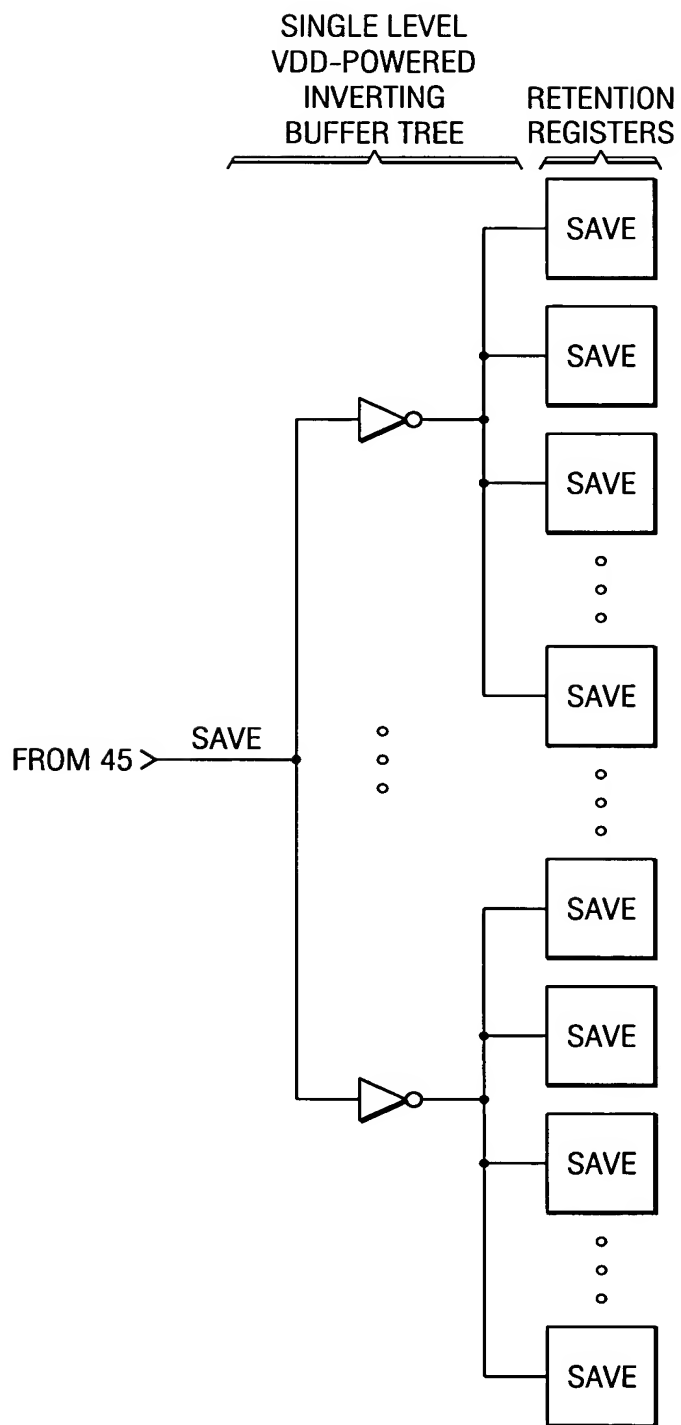 SINGLE LEVEL
VDD-POWERED
INVERTING
BUFFER TREE
RETENTION
REGISTERS
SAVE
SAVE
SAVE
SAVE
FROM 45
SAVE
SAVE
SAVE
SAVE
SAVE